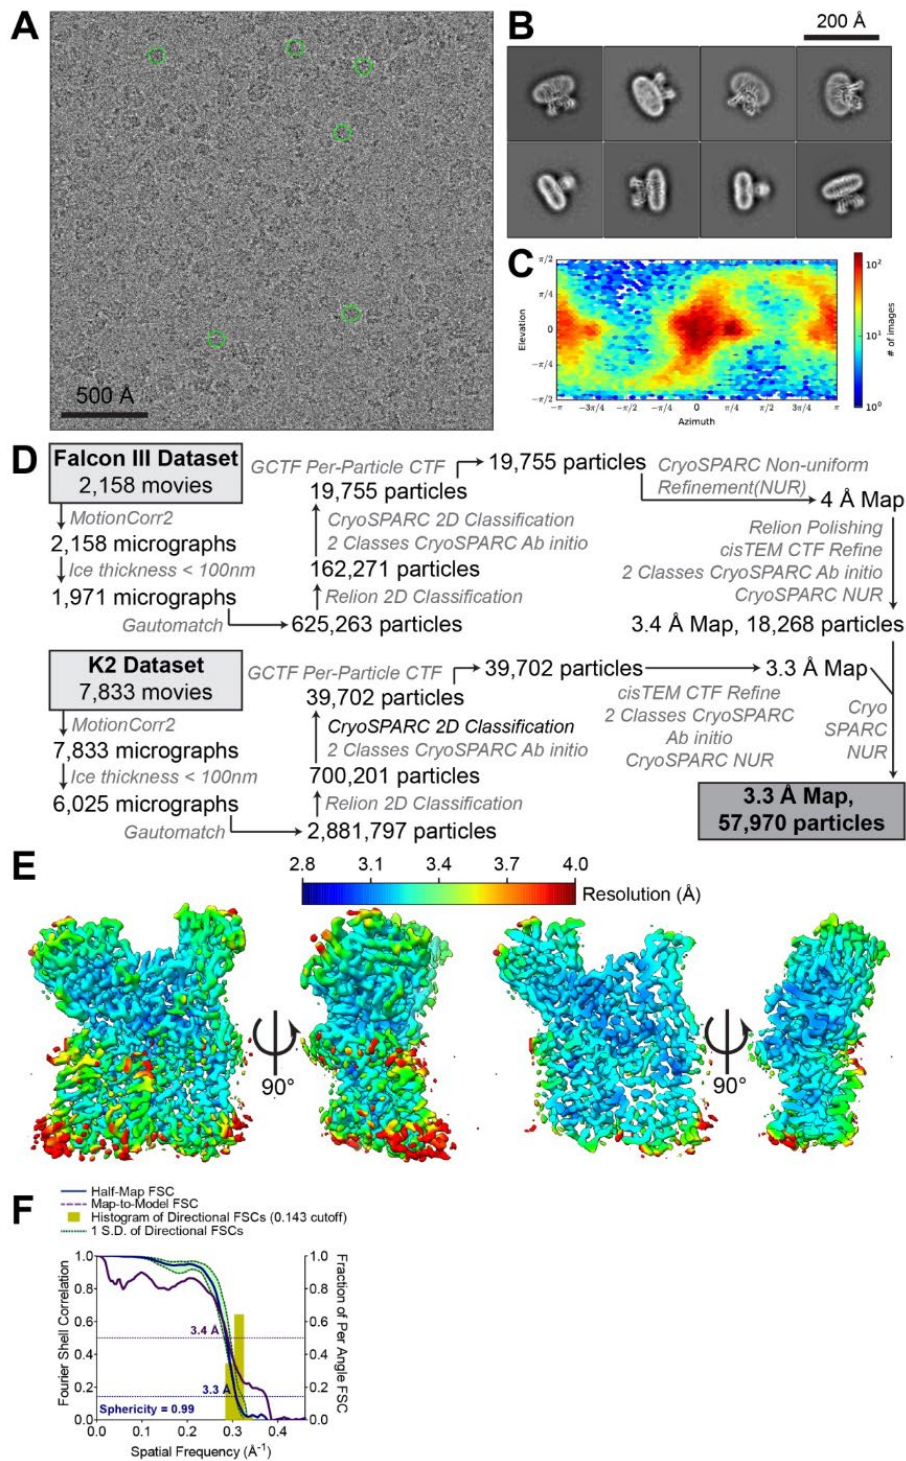 A
500 Å
B
200 Å
C
π/2
π/4
0
−π/4
−π/2
Elevation
−π
−3π/4
−π/2
−π/4
0
π/4
π/2
3π/4
π
Azimuth
10²
10¹
10⁰
# of images
D
Falcon III Dataset
2,158 movies
MotionCorr2
2,158 micrographs
Ice thickness < 100nm
1,971 micrographs
Gautomatch
625,263 particles
Relion 2D Classification
162,271 particles
CryoSPARC 2D Classification
2 Classes CryoSPARC Ab initio
19,755 particles
GCTF Per-Particle CTF
19,755 particles
CryoSPARC Non-uniform
Refinement(NUR)
4 Å Map
Relion Polishing
cisTEM CTF Refine
2 Classes CryoSPARC Ab initio
CryoSPARC NUR
3.4 Å Map, 18,268 particles
K2 Dataset
7,833 movies
MotionCorr2
7,833 micrographs
Ice thickness < 100nm
6,025 micrographs
Gautomatch
2,881,797 particles
Relion 2D Classification
700,201 particles
CryoSPARC 2D Classification
2 Classes CryoSPARC Ab initio
39,702 particles
GCTF Per-Particle CTF
39,702 particles
cisTEM CTF Refine
2 Classes CryoSPARC
Ab initio
CryoSPARC NUR
3.3 Å Map
Cryo
SPARC
NUR
3.3 Å Map,
57,970 particles
E
2.8
3.1
3.4
3.7
4.0
Resolution (Å)
90°
90°
F
Half-Map FSC
Map-to-Model FSC
Histogram of Directional FSCs (0.143 cutoff)
1 S.D. of Directional FSCs
Fourier Shell Correlation
1.0
0.8
0.6
0.4
0.2
0.0
3.4 Å
3.3 Å
Sphericity = 0.99
1.0
0.8
0.6
0.4
0.2
0.0
Fraction of Per Angle FSC
0.0
0.1
0.2
0.3
0.4
Spatial Frequency (Å⁻¹)